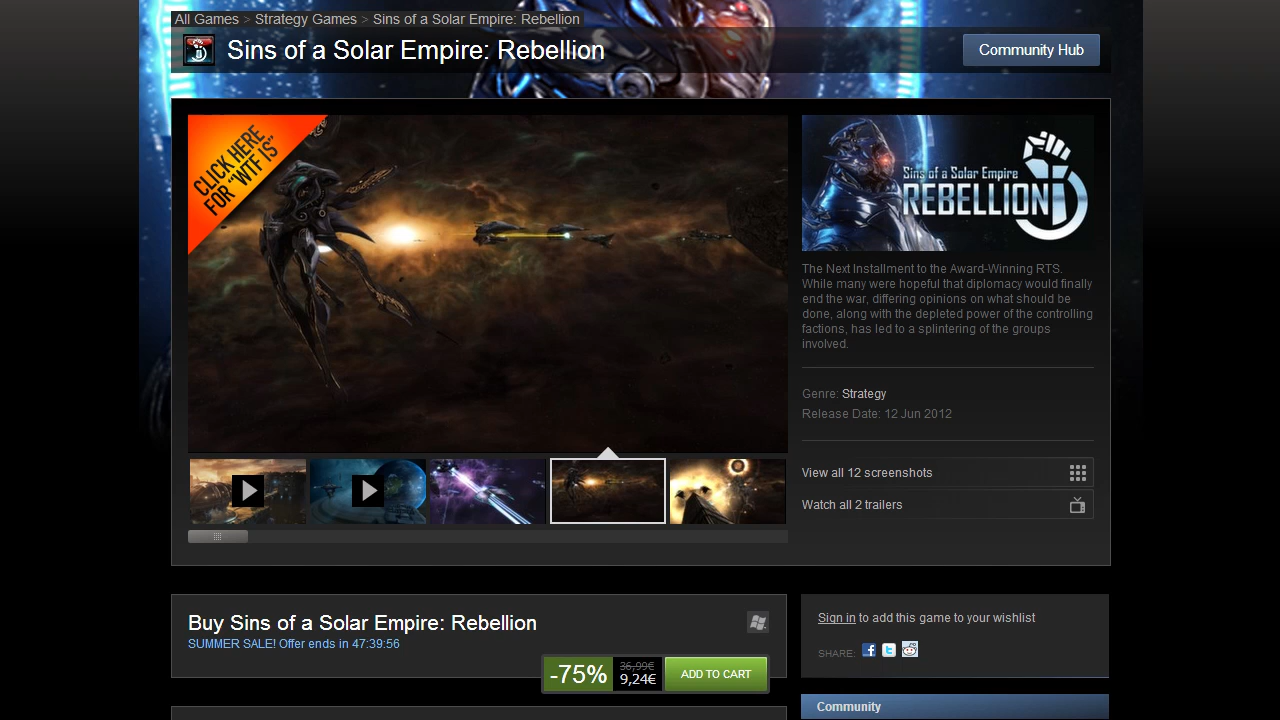 All Games > Strategy Games > Sins of a Solar Empire: Rebellion
Sins of a Solar Empire: Rebellion
Community Hub
CLICK HERE
FOR "WTF IS"
Sins of a Solar Empire
REBELLION
The Next Installment to the Award-Winning RTS.
While many were hopeful that diplomacy would finally
end the war, differing opinions on what should be
done, along with the depleted power of the controlling
factions, has led to a splintering of the groups
involved.
Genre: Strategy
Release Date: 12 Jun 2012
View all 12 screenshots
Watch all 2 trailers
Buy Sins of a Solar Empire: Rebellion
SUMMER SALE! Offer ends in 47:39:56
-75%
36,99€
9,24€
ADD TO CART
Sign in to add this game to your wishlist
SHARE:
Community